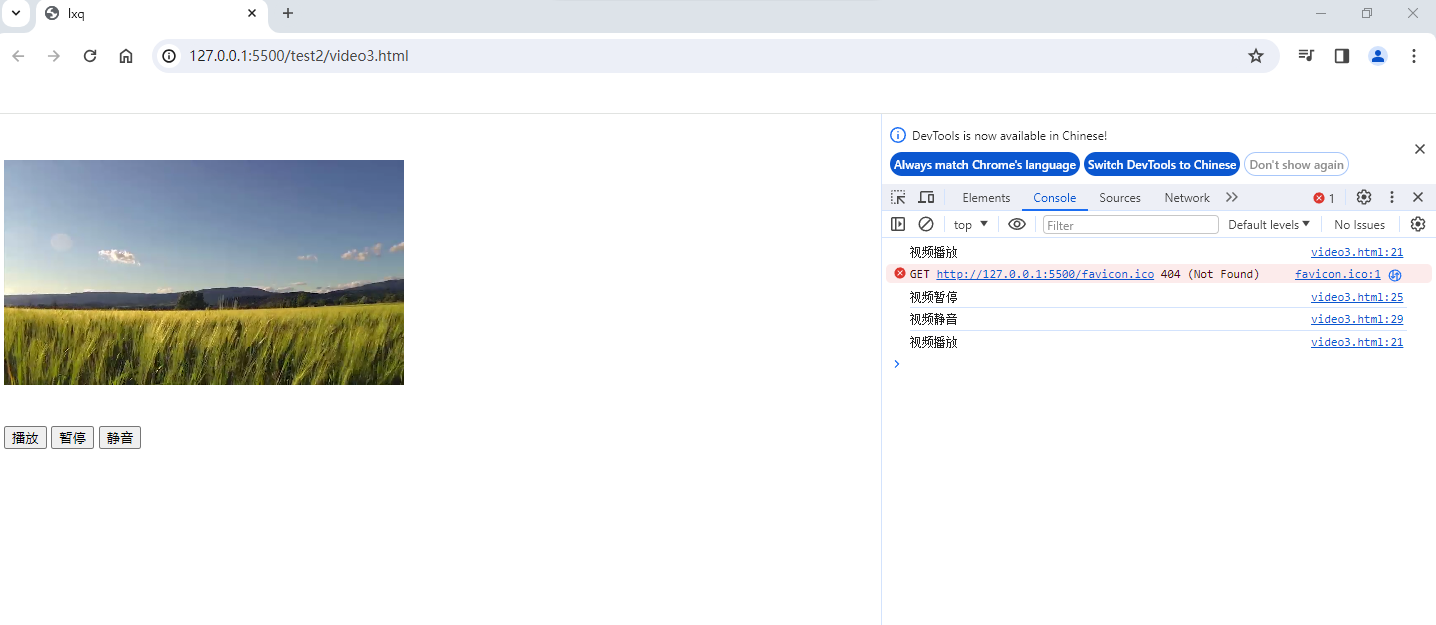 lxq
127.0.0.1:5500/test2/video3.html
播放 暂停 静音
DevTools is now available in Chinese!
Always match Chrome's language Switch DevTools to Chinese Don't show again
Elements Console Sources Network 1
top Filter Default levels No Issues
视频播放 video3.html:21
GET http://127.0.0.1:5500/favicon.ico 404 (Not Found) favicon.ico:1
视频暂停 video3.html:25
视频静音 video3.html:29
视频播放 video3.html:21